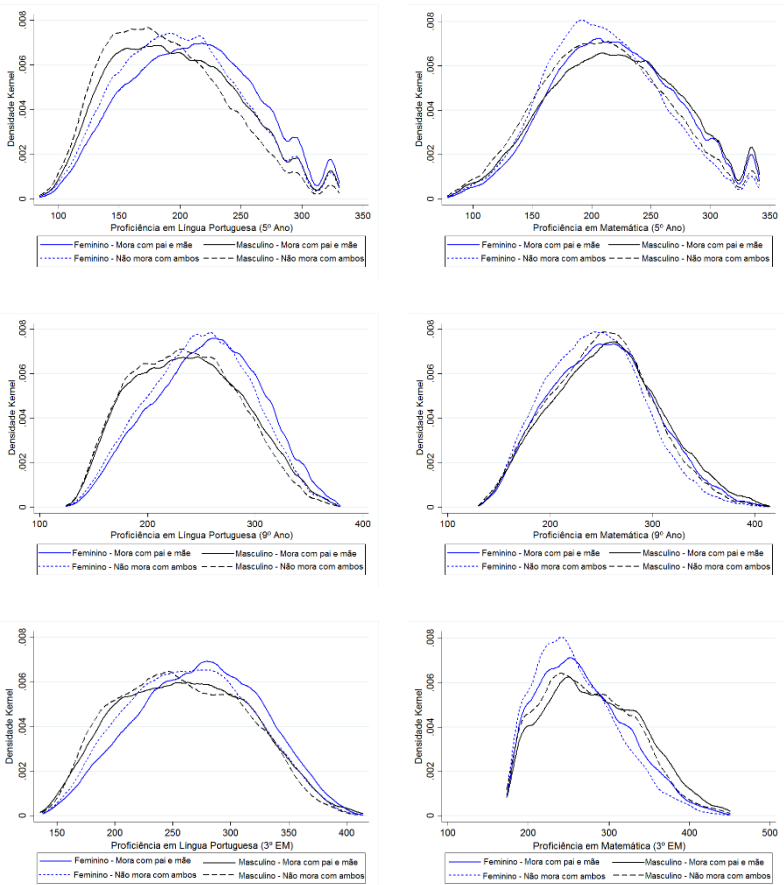 Densidade Kernel
0 .002 .004 .006 .008
100 150 200 250 300 350
Proficiência em Língua Portuguesa (5º Ano)
Feminino - Mora com pai e mãe Masculino - Mora com pai e mãe
Feminino - Não mora com ambos Masculino - Não mora com ambos
Densidade Kernel
0 .002 .004 .006 .008
100 150 200 250 300 350
Proficiência em Matemática (5º Ano)
Feminino - Mora com pai e mãe Masculino - Mora com pai e mãe
Feminino - Não mora com ambos Masculino - Não mora com ambos
Densidade Kernel
0 .002 .004 .006 .008
100 200 300 400
Proficiência em Língua Portuguesa (9º Ano)
Feminino - Mora com pai e mãe Masculino - Mora com pai e mãe
Feminino - Não mora com ambos Masculino - Não mora com ambos
Densidade Kernel
0 .002 .004 .006 .008
100 200 300 400
Proficiência em Matemática (9º Ano)
Feminino - Mora com pai e mãe Masculino - Mora com pai e mãe
Feminino - Não mora com ambos Masculino - Não mora com ambos
Densidade Kernel
0 .002 .004 .006 .008
150 200 250 300 350 400
Proficiência em Língua Portuguesa (3º EM)
Feminino - Mora com pai e mãe Masculino - Mora com pai e mãe
Feminino - Não mora com ambos Masculino - Não mora com ambos
Densidade Kernel
0 .002 .004 .006 .008
100 200 300 400 500
Proficiência em Matemática (3º EM)
Feminino - Mora com pai e mãe Masculino - Mora com pai e mãe
Feminino - Não mora com ambos Masculino - Não mora com ambos